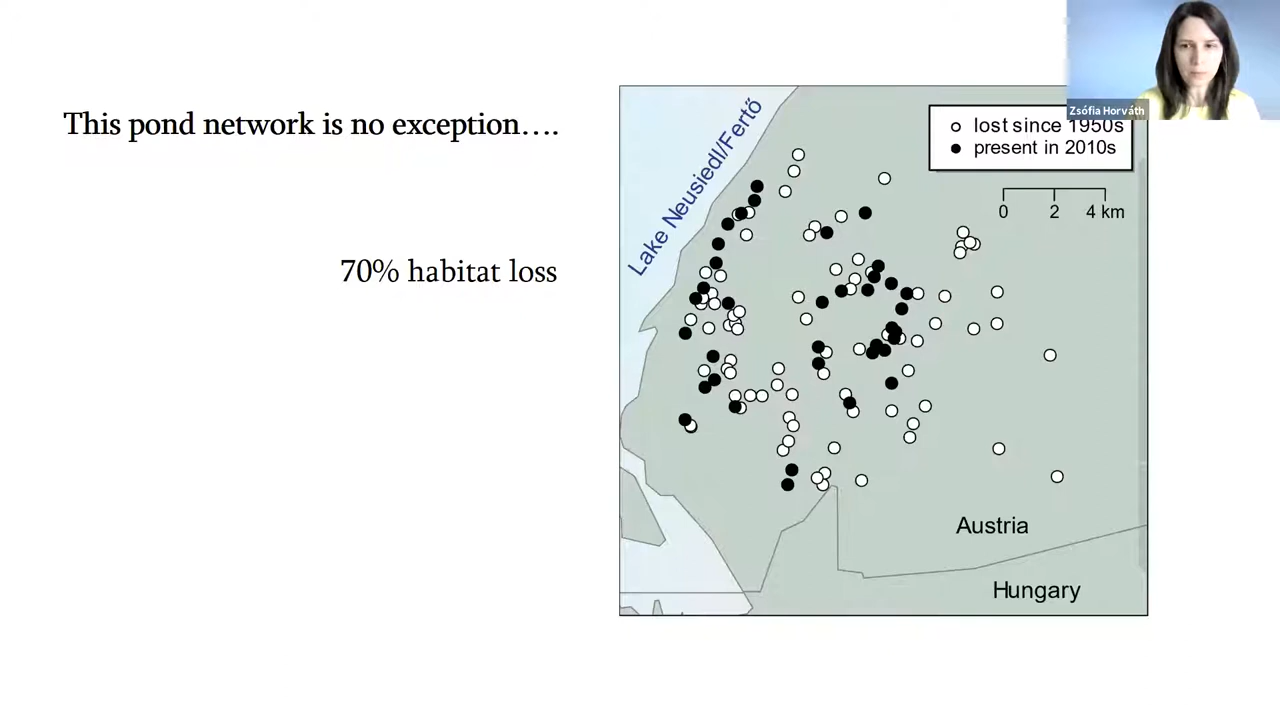 Zsófia Horváth
This pond network is no exception….
70% habitat loss
Lake Neusiedl/Fertő
lost since 1950s
present in 2010s
0 2 4 km
Austria
Hungary